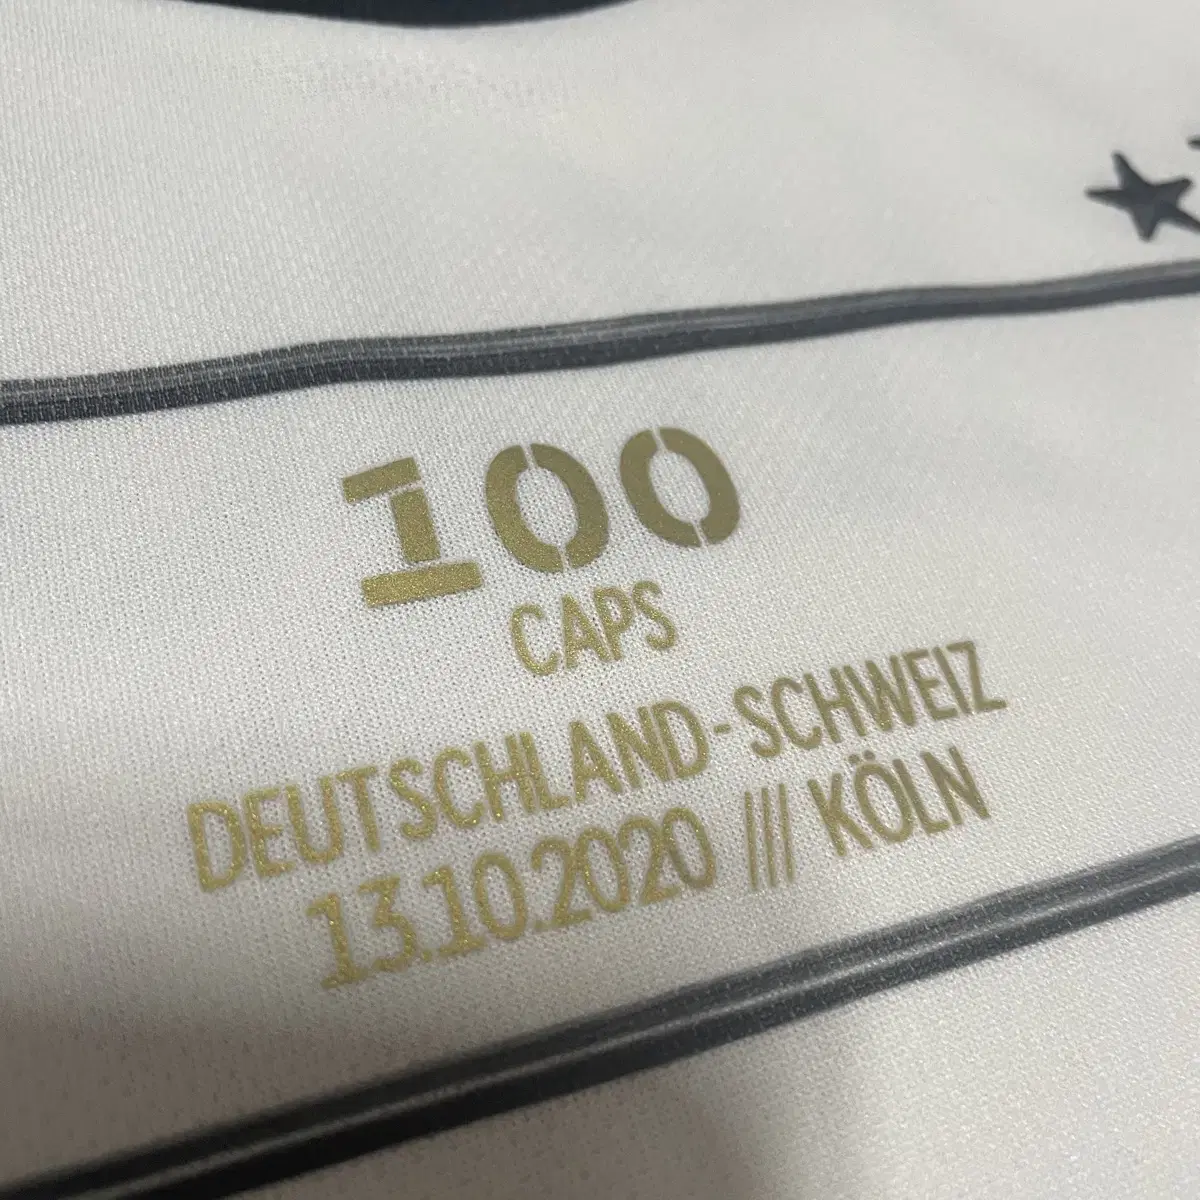 100
CAPS
DEUTSCHLAND-SCHWEIZ
13.10.2020 /// KÖLN